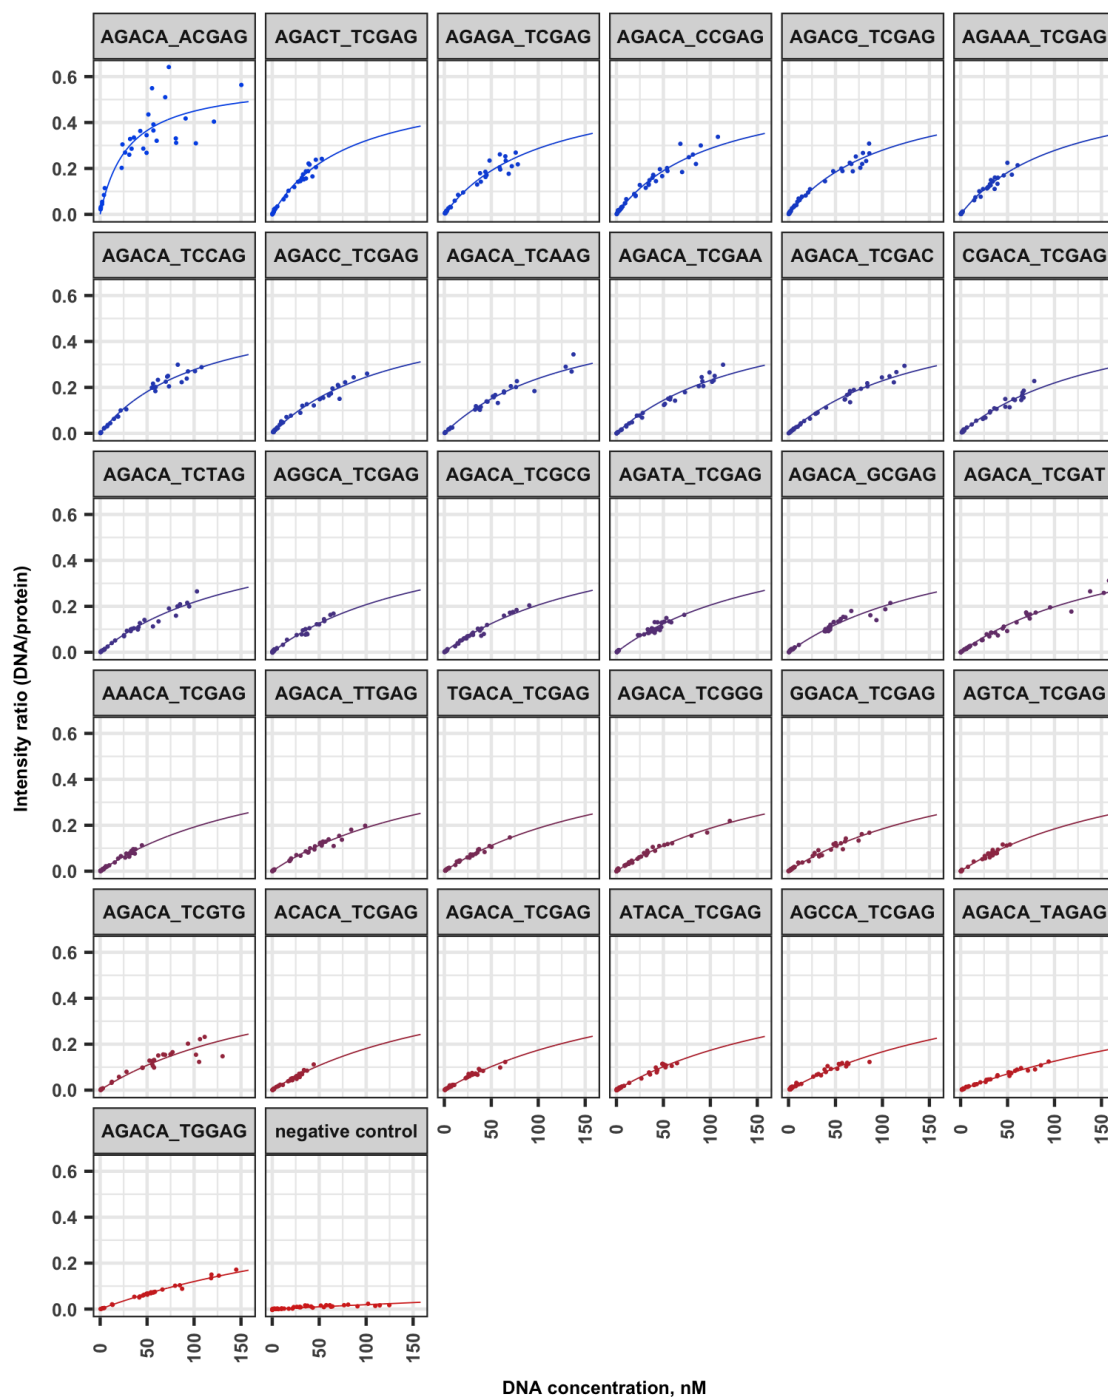 AGACA_ACGAG AGACT_TCGAG AGAGA_TCGAG AGACA_CCGAG AGACG_TCGAG AGAAA_TCGAG
0.6
0.4
0.2
0.0
AGACA_TCCAG AGACC_TCGAG AGACA_TCAAG AGACA_TCGAA AGACA_TCGAC CGACA_TCGAG
0.6
0.4
0.2
0.0
AGACA_TCTAG AGGCA_TCGAG AGACA_TCGCG AGATA_TCGAG AGACA_GCGAG AGACA_TCGAT
0.6
0.4
0.2
0.0
Intensity ratio (DNA/protein)
AAACA_TCGAG AGACA_TTGAG TGACA_TCGAG AGACA_TCGGG GGACA_TCGAG AGTCA_TCGAG
0.6
0.4
0.2
0.0
AGACA_TCGTG ACACA_TCGAG AGACA_TCGAG ATACA_TCGAG AGCCA_TCGAG AGACA_TAGAG
0.6
0.4
0.2
0.0
0 50 100 150 0 50 100 150 0 50 100 150 0 50 100 150
AGACA_TGGAG negative control
0.6
0.4
0.2
0.0
0 50 100 150 0 50 100 150
DNA concentration, nM